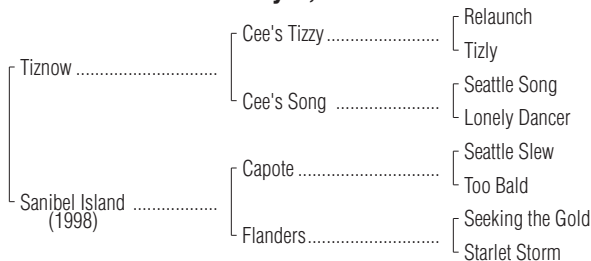 Relaunch
Cee's Tizzy
Tizly
Tiznow
Seattle Song
Cee's Song
Lonely Dancer
Seattle Slew
Capote
Too Bald
Sanibel Island
(1998)
Seeking the Gold
Flanders
Starlet Storm